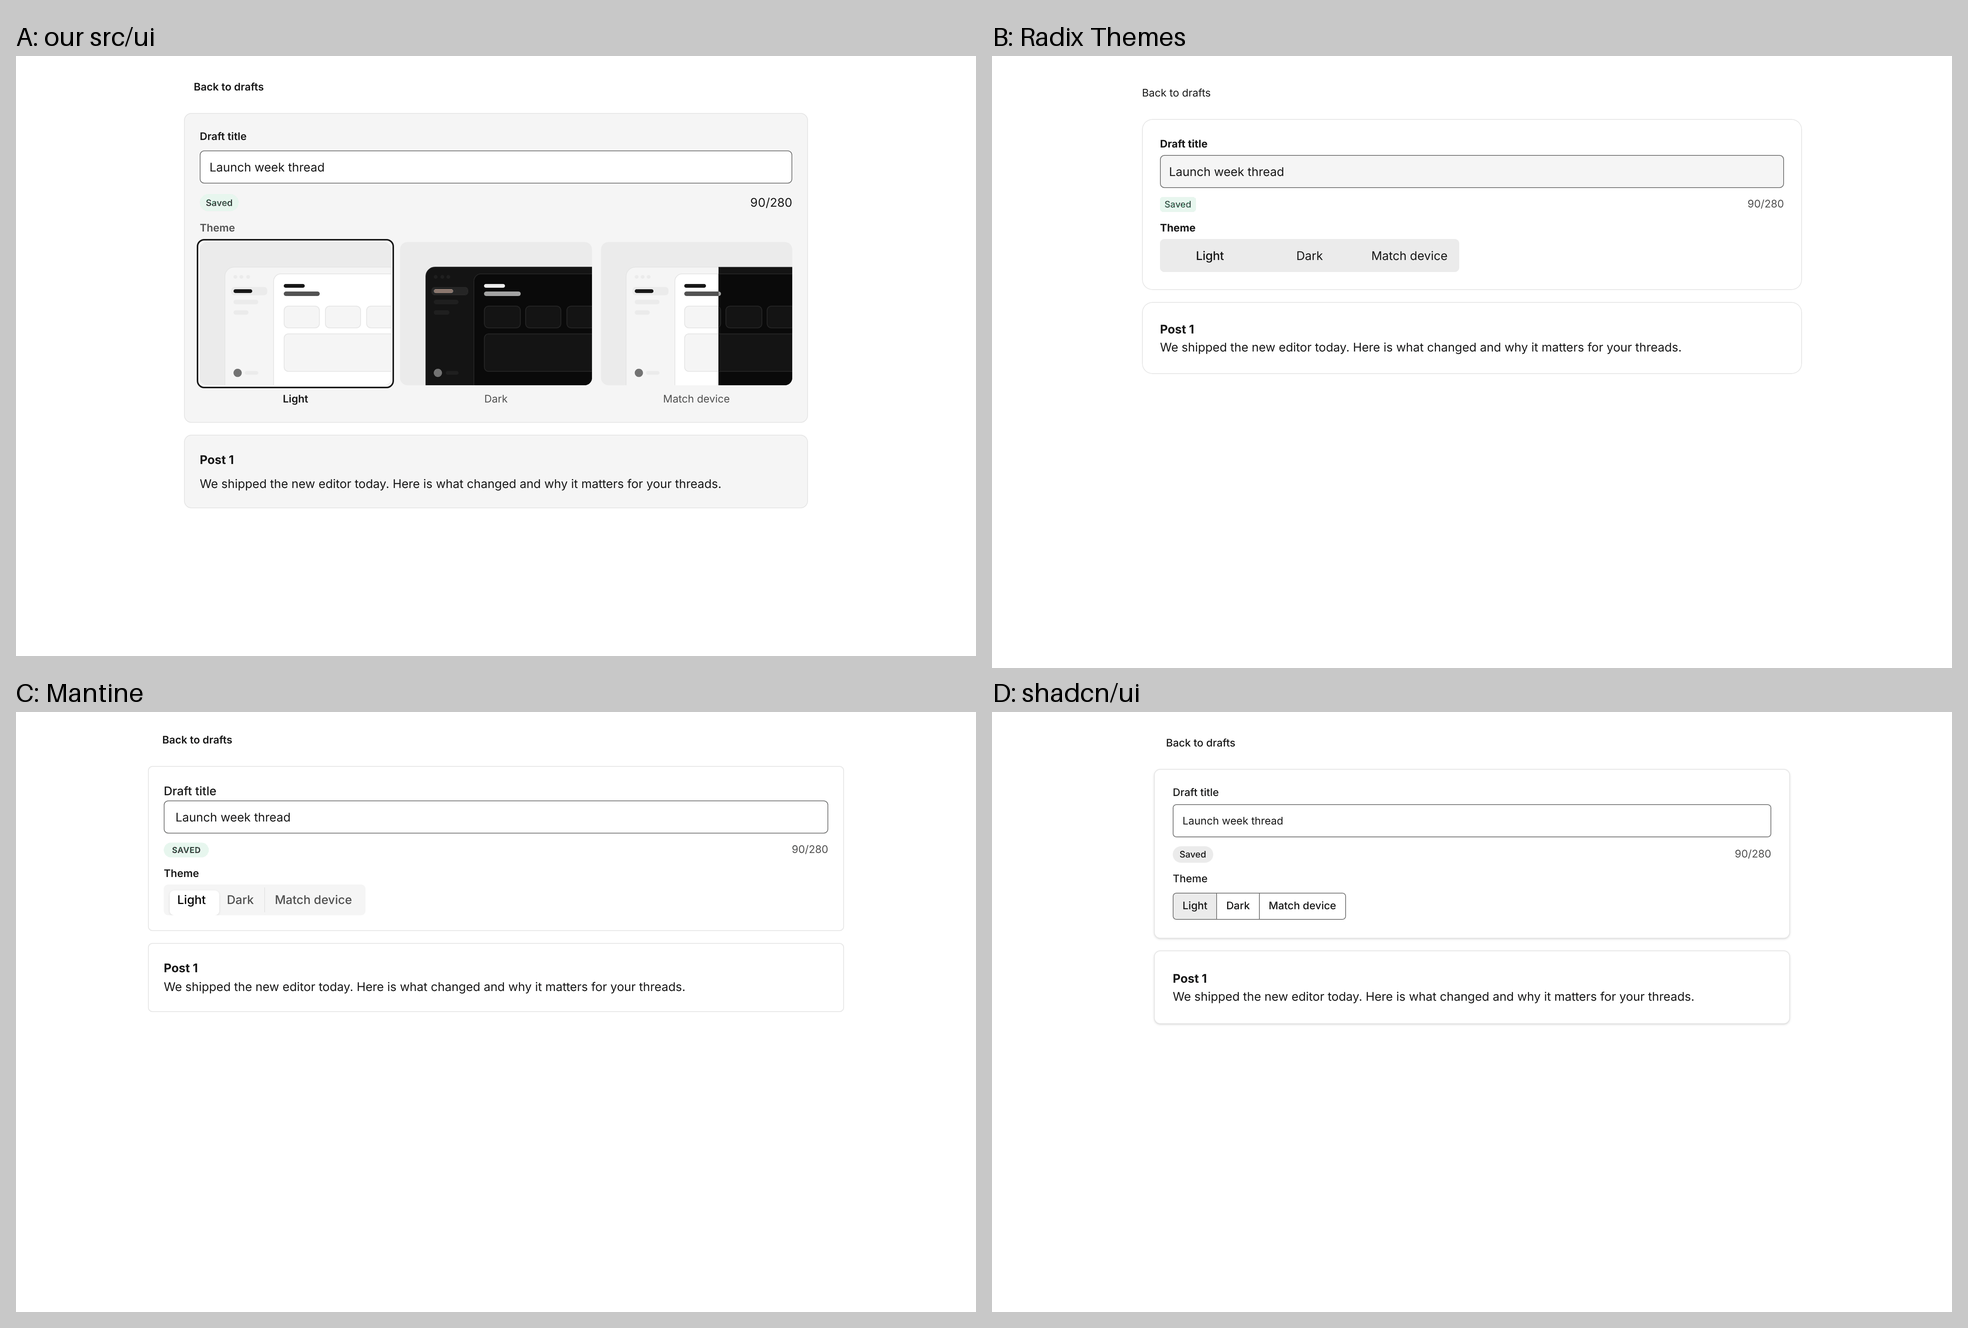 A: our src/ui
Back to drafts
Draft title
Launch week thread
Saved 90/280
Theme
Light Dark Match device
Post 1
We shipped the new editor today. Here is what changed and why it matters for your threads.
B: Radix Themes
Back to drafts
Draft title
Launch week thread
Saved 90/280
Theme
Light Dark Match device
Post 1
We shipped the new editor today. Here is what changed and why it matters for your threads.
C: Mantine
Back to drafts
Draft title
Launch week thread
SAVED 90/280
Theme
Light Dark Match device
Post 1
We shipped the new editor today. Here is what changed and why it matters for your threads.
D: shadcn/ui
Back to drafts
Draft title
Launch week thread
Saved 90/280
Theme
Light Dark Match device
Post 1
We shipped the new editor today. Here is what changed and why it matters for your threads.